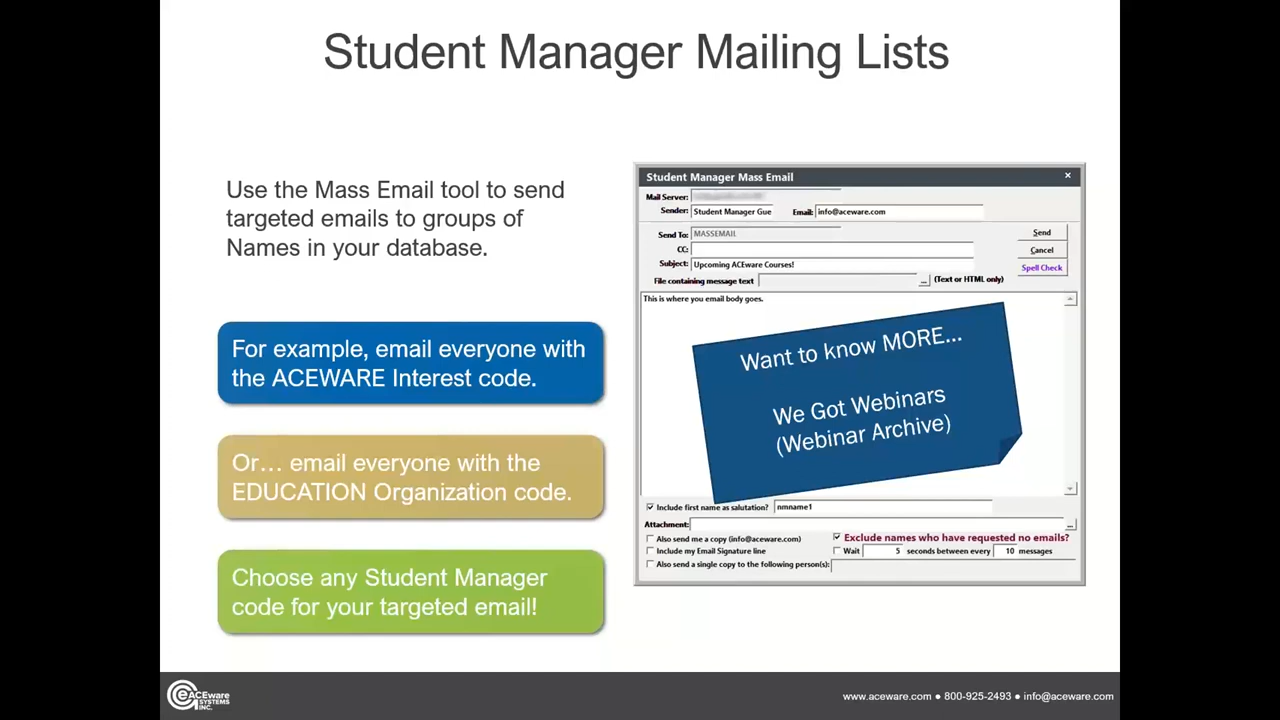 Student Manager Mailing Lists
Use the Mass Email tool to send
targeted emails to groups of
Names in your database.
For example, email everyone with
the ACEWARE Interest code.
Or... email everyone with the
EDUCATION Organization code.
Choose any Student Manager
code for your targeted email!
Student Manager Mass Email
×
Mail Server:
Sender: Student Manager Gue Email: info@aceware.com
Send To: MASSEMAIL Send
CC: Cancel
Subject: Upcoming ACEware Courses! Spell Check
File containing message text ... (Text or HTML only)
This is where you email body goes.
Want to know MORE...
We Got Webinars
(Webinar Archive)
Include first name as salutation? nmname1
Attachment: ...
Also send me a copy (info@aceware.com) Exclude names who have requested no emails?
Include my Email Signature line Wait 5 seconds between every 10 messages
Also send a single copy to the following person(s):
ACEware
SYSTEMS
INC.
www.aceware.com ● 800-925-2493 ● info@aceware.com